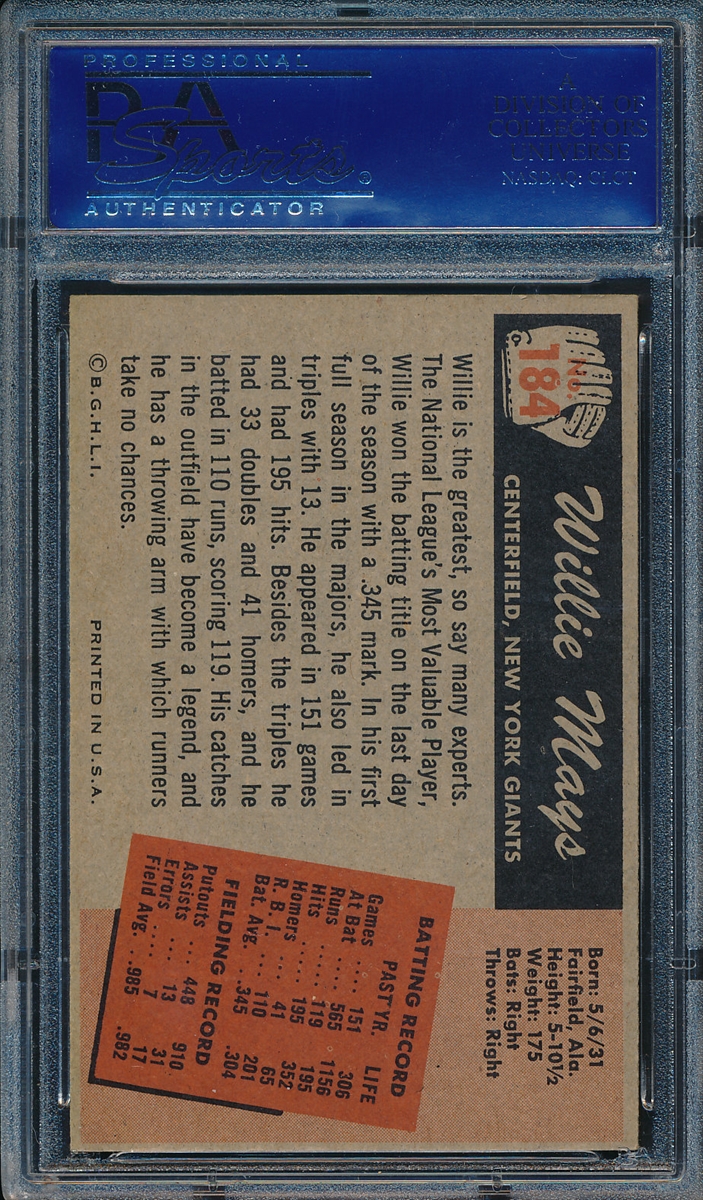 PROFESSIONAL
PSA
Sports®
AUTHENTICATOR
A
DIVISION OF
COLLECTORS
UNIVERSE
NASDAQ: CLCT
No.
184
Willie Mays
CENTERFIELD, NEW YORK GIANTS
Born: 5/6/31
Fairfield, Ala.
Height: 5-10½
Weight: 175
Bats: Right
Throws: Right
Willie is the greatest, so say many experts.
The National League's Most Valuable Player,
Willie won the batting title on the last day
of the season with a .345 mark. In his first
full season in the majors, he also led in
triples with 13. He appeared in 151 games
and had 195 hits. Besides the triples he
had 33 doubles and 41 homers, and he
batted in 110 runs, scoring 119. His catches
in the outfield have become a legend, and
he has a throwing arm with which runners
take no chances.
BATTING RECORD
PAST YR. LIFE
Games .... 151 306
At Bat .... 565 1156
Runs ..... 119 195
Hits ..... 195 352
Homers ... 41 65
R. B. I. ... 110 201
Bat. Avg. .. .345 .304
FIELDING RECORD
Putouts ... 448 910
Assists ... 13 31
Errors .... 7 17
Field Avg. .. .985 .982
© B.G.H.L.I. PRINTED IN U.S.A.